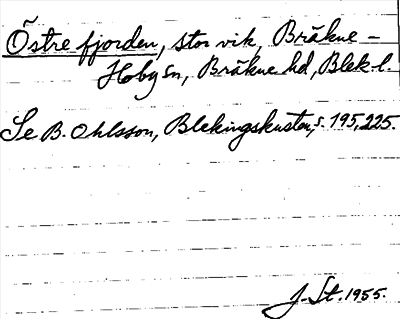 Östre fjorden, stor vik, Bräkne-
Hoby sn, Bräkne hd, Blek. l.
Se B. Ohlsson, Blekingskusten, s. 195, 225.
J. St. 1955.